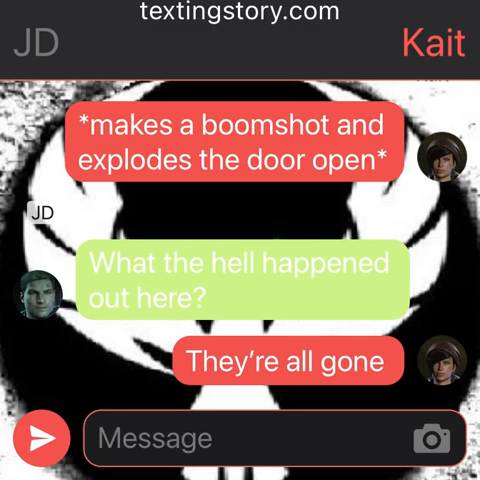 textingstory.com
JD
Kait
*makes a boomshot and
explodes the door open*
JD
What the hell happened
out here?
They're all gone
Message